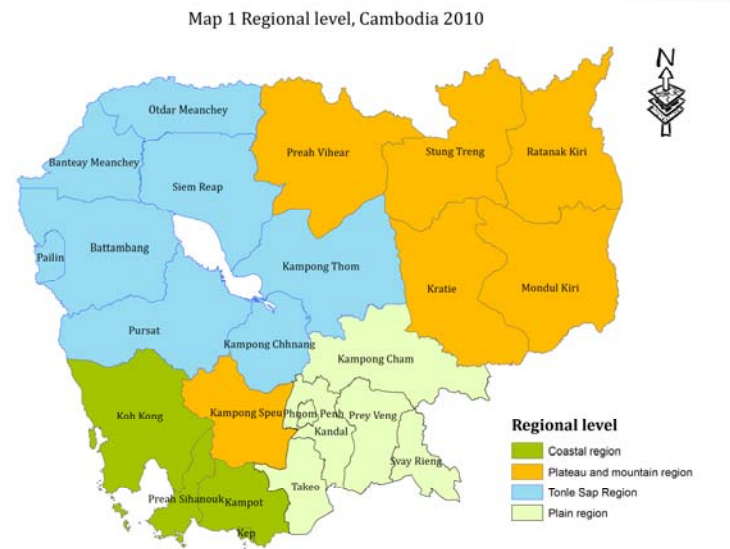 Map 1 Regional level, Cambodia 2010
N
Otdar Meanchey
Preah Vihear
Stung Treng
Ratanak Kiri
Banteay Meanchey
Siem Reap
Battambang
Pailin
Kampong Thom
Kratie
Mondul Kiri
Pursat
Kampong Chhnang
Kampong Cham
Koh Kong
Kampong Speu
Phnom Penh
Prey Veng
Kandal
Svay Rieng
Takeo
Preah Sihanouk
Kampot
Kep
Regional level
Coastal region
Plateau and mountain region
Tonle Sap Region
Plain region